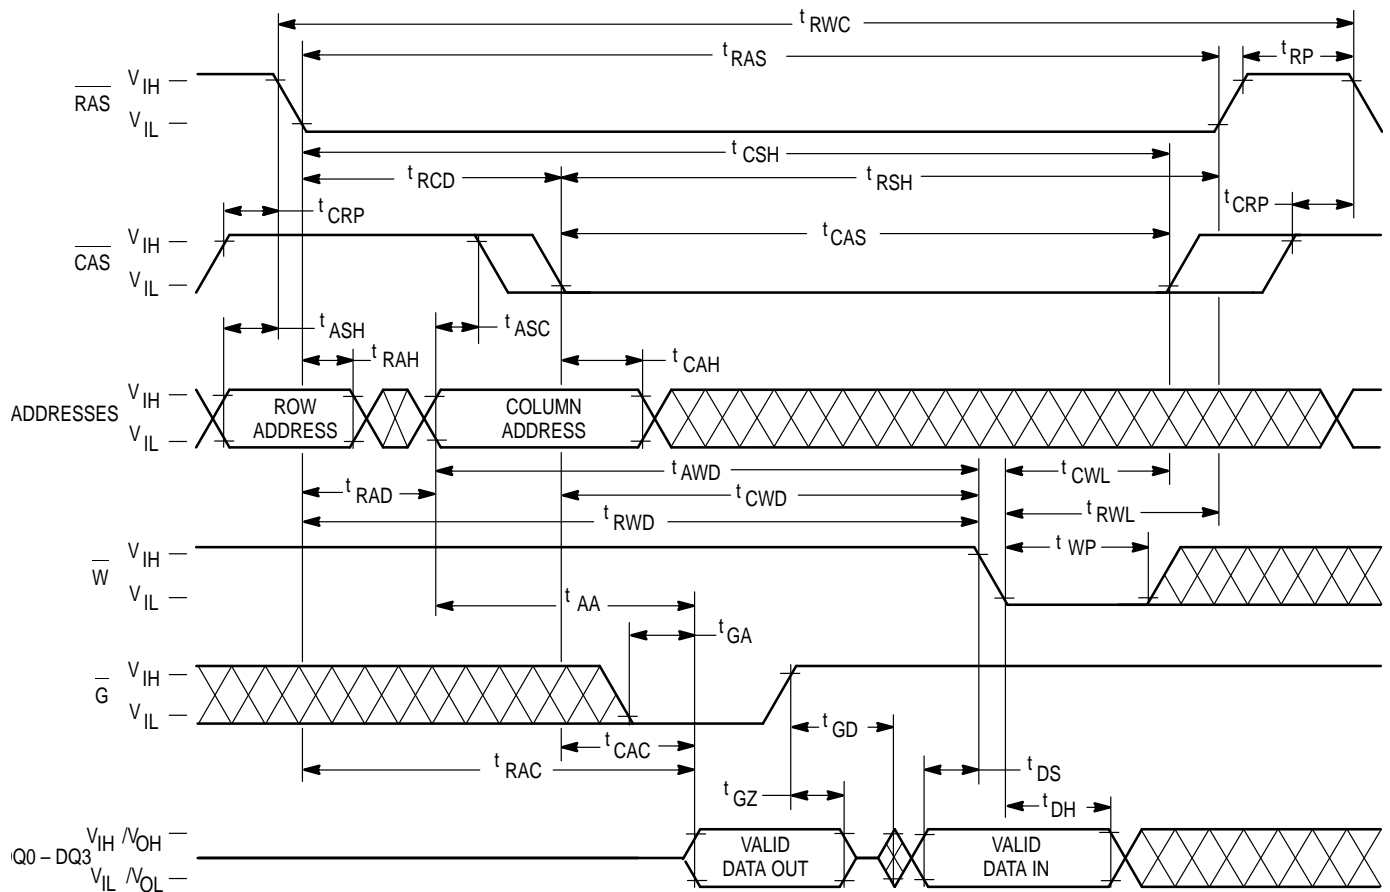 t RWC
t RAS
t RP
RAS
V IH
V IL
t CSH
t RCD
t RSH
t CRP
t CRP
t CAS
CAS
V IH
V IL
t ASH
t ASC
t RAH
t CAH
ADDRESSES
V IH
V IL
ROW
ADDRESS
COLUMN
ADDRESS
t AWD
t CWL
t RAD
t CWD
t RWL
t RWD
t WP
W
V IH
V IL
t AA
t GA
G
V IH
V IL
t GD
t CAC
t RAC
t DS
t GZ
t DH
V IH /V OH
Q0 – DQ3
V IL /V OL
VALID
DATA OUT
VALID
DATA IN